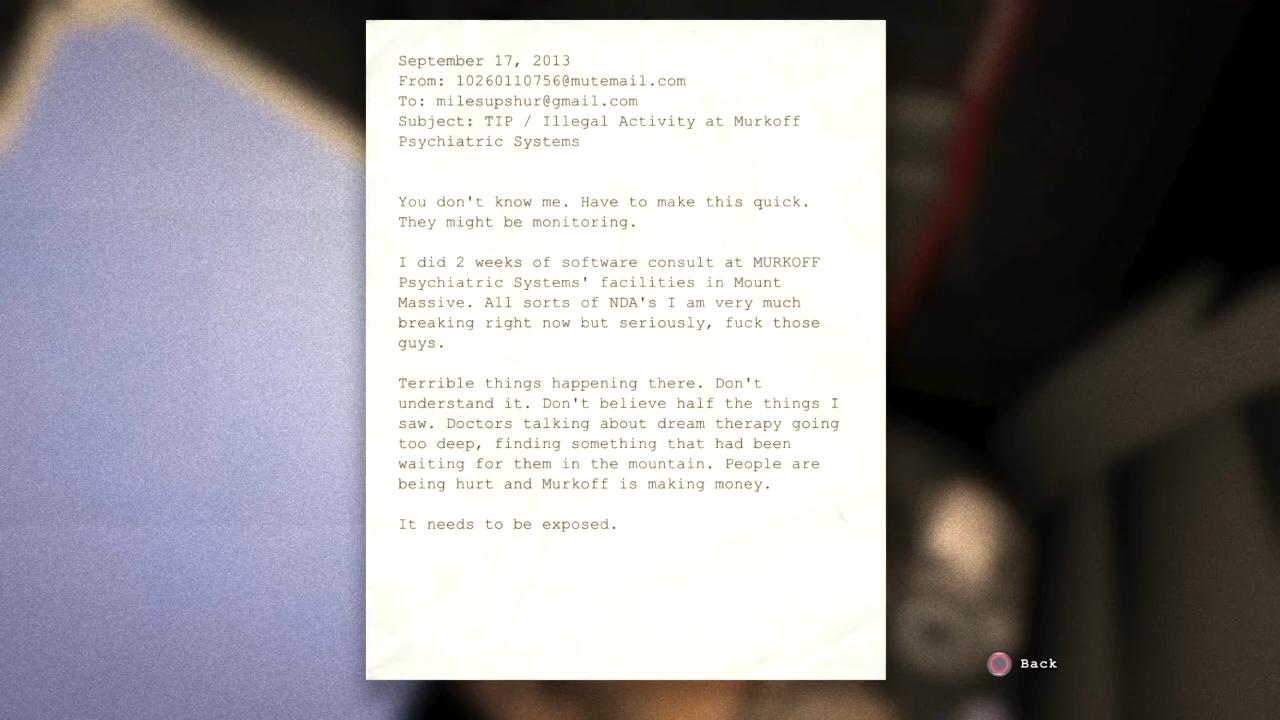 September 17, 2013
From: 10260110756@mutemail.com
To: milesupshur@gmail.com
Subject: TIP / Illegal Activity at Murkoff
Psychiatric Systems
You don't know me. Have to make this quick.
They might be monitoring.
I did 2 weeks of software consult at MURKOFF
Psychiatric Systems' facilities in Mount
Massive. All sorts of NDA's I am very much
breaking right now but seriously, fuck those
guys.
Terrible things happening there. Don't
understand it. Don't believe half the things I
saw. Doctors talking about dream therapy going
too deep, finding something that had been
waiting for them in the mountain. People are
being hurt and Murkoff is making money.
It needs to be exposed.
Back